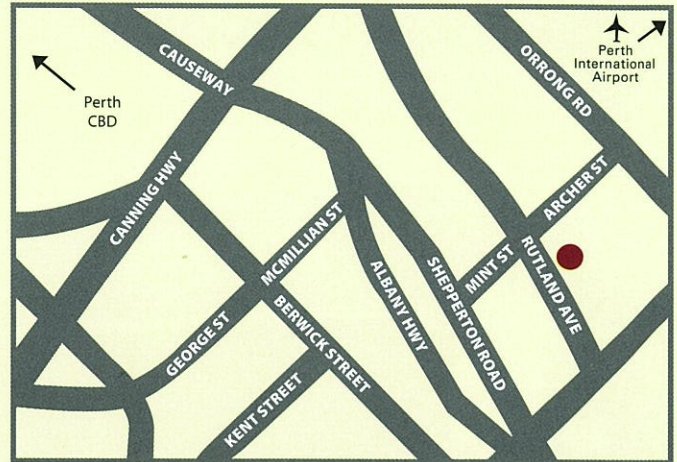 Perth
International
Airport
CAUSEWAY
ORRONG RD
Perth
CBD
CANNING HWY
MCMILLIAN ST
ARCHER ST
MINT ST
RUTLAND AVE
ALBANY HWY
SHEPPERTON ROAD
GEORGE ST
BERWICK STREET
KENT STREET